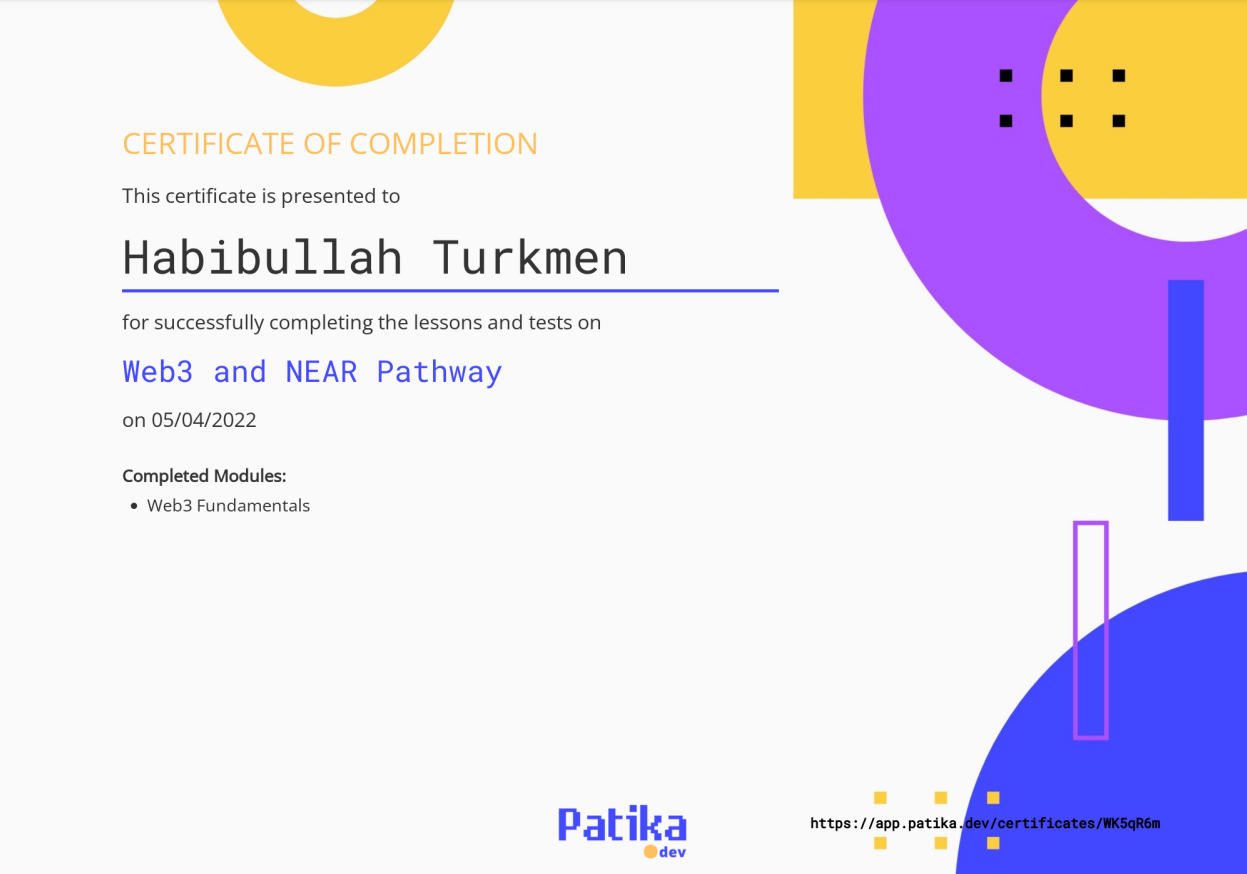 CERTIFICATE OF COMPLETION
This certificate is presented to
Habibullah Turkmen
for successfully completing the lessons and tests on
Web3 and NEAR Pathway
on 05/04/2022
Completed Modules:
• Web3 Fundamentals
Patika
dev
https://app.patika.dev/certificates/WK5qR6m